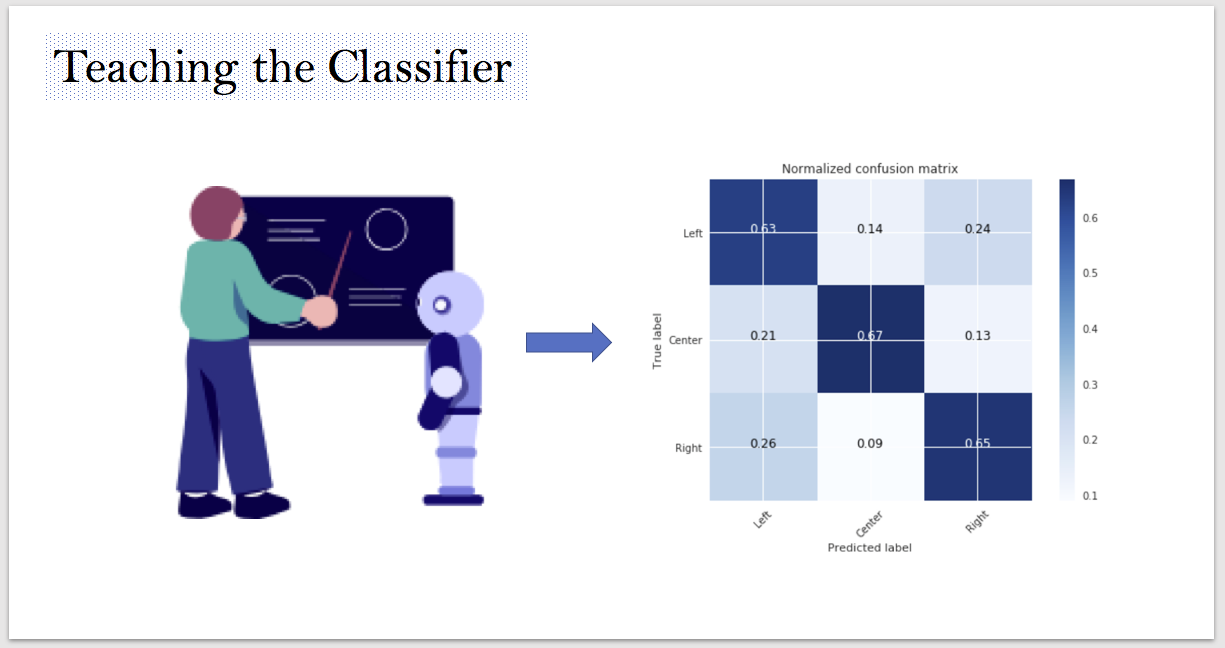 Teaching the Classifier
Normalized confusion matrix
True label
Left
0.63 0.14 0.24
Center
0.21 0.67 0.13
Right
0.26 0.09 0.65
Left Center Right
Predicted label
0.6
0.5
0.4
0.3
0.2
0.1